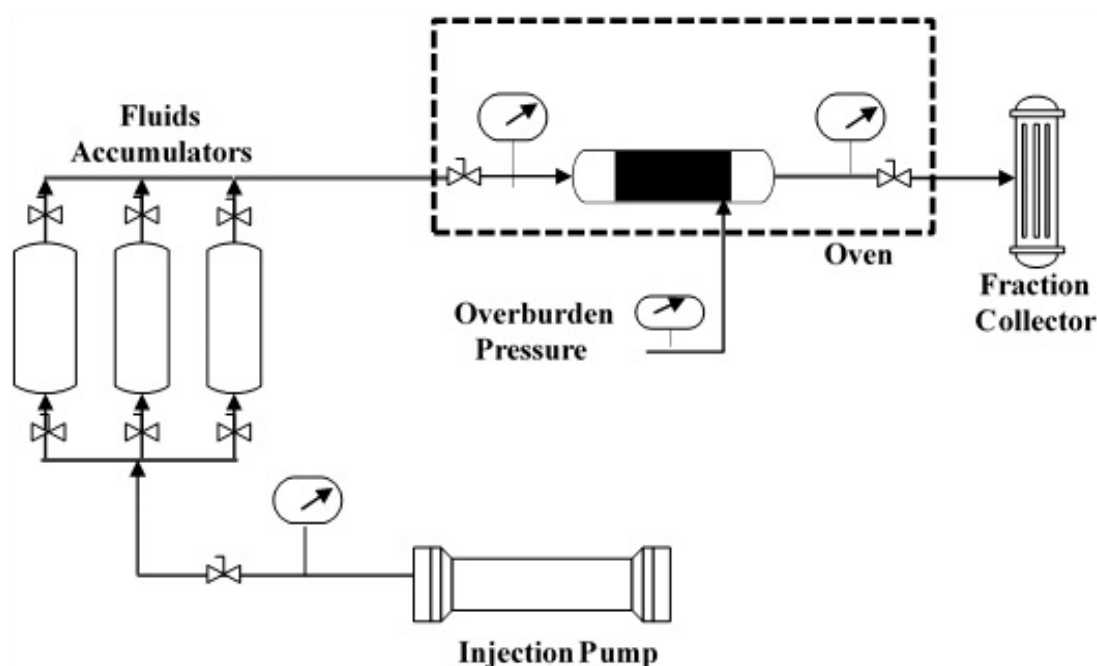 Fluids
Accumulators
Oven
Fraction
Collector
Overburden
Pressure
Injection Pump